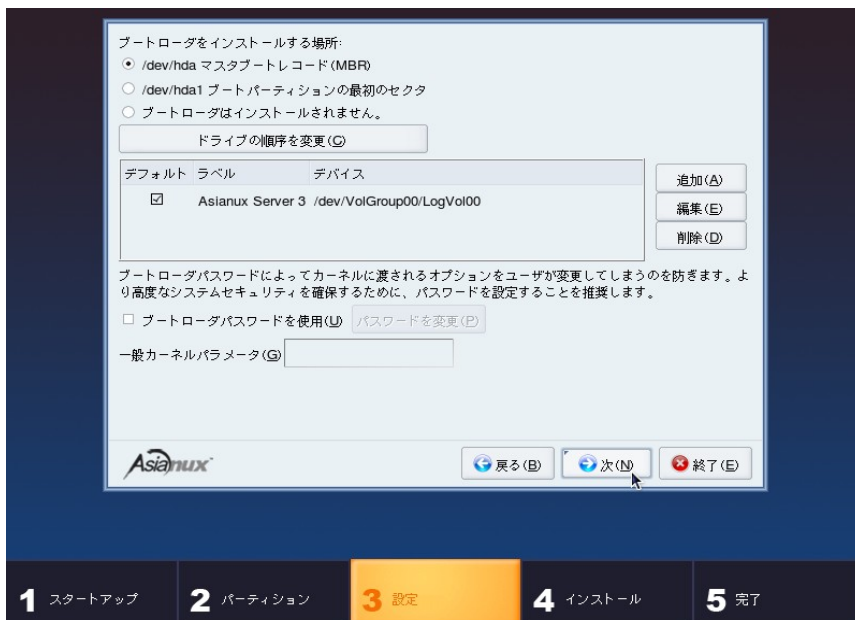 ブートローダをインストールする場所:
/dev/hda マスタブートレコード(MBR)
/dev/hda1 ブートパーティションの最初のセクタ
ブートローダはインストールされません。
ドライブの順序を変更(C)
デフォルト ラベル デバイス
Asianux Server 3 /dev/VolGroup00/LogVol00
追加(A)
編集(E)
削除(D)
ブートローダパスワードによってカーネルに渡されるオプションをユーザが変更してしまうのを防ぎます。よ
り高度なシステムセキュリティを確保するために、パスワードを設定することを推奨します。
ブートローダパスワードを使用(U) パスワードを変更(P)
一般カーネルパラメータ(G)
Asianux
戻る(B) 次(N) 終了(E)
1 スタートアップ 2 パーティション 3 設定 4 インストール 5 完了